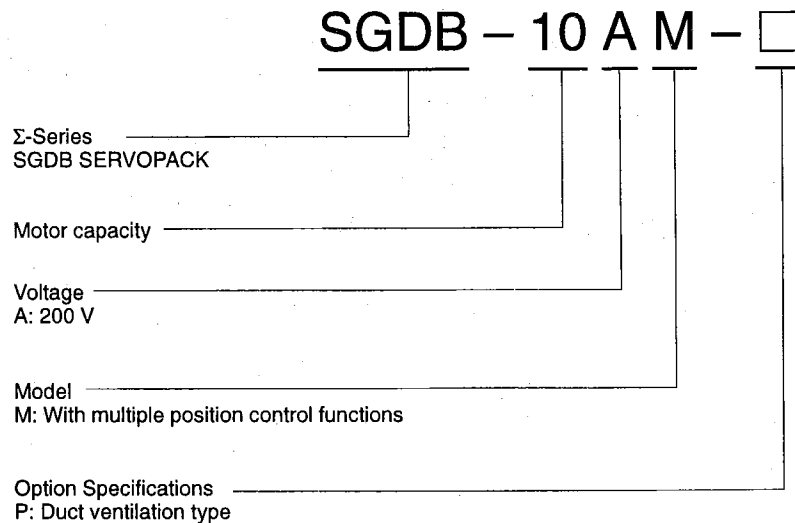 SGDB – 10 A M – □
Σ-Series
SGDB SERVOPACK
Motor capacity
Voltage
A: 200 V
Model
M: With multiple position control functions
Option Specifications
P: Duct ventilation type